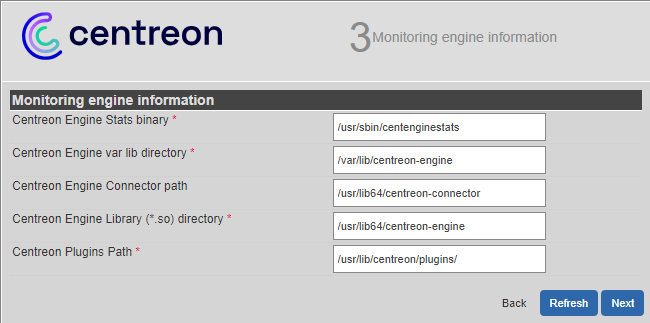 centreon
3 Monitoring engine information
Monitoring engine information
Centreon Engine Stats binary * /usr/sbin/centenginestats
Centreon Engine var lib directory * /var/lib/centreon-engine
Centreon Engine Connector path /usr/lib64/centreon-connector
Centreon Engine Library (*.so) directory * /usr/lib64/centreon-engine
Centreon Plugins Path * /usr/lib/centreon/plugins/
Back Refresh Next